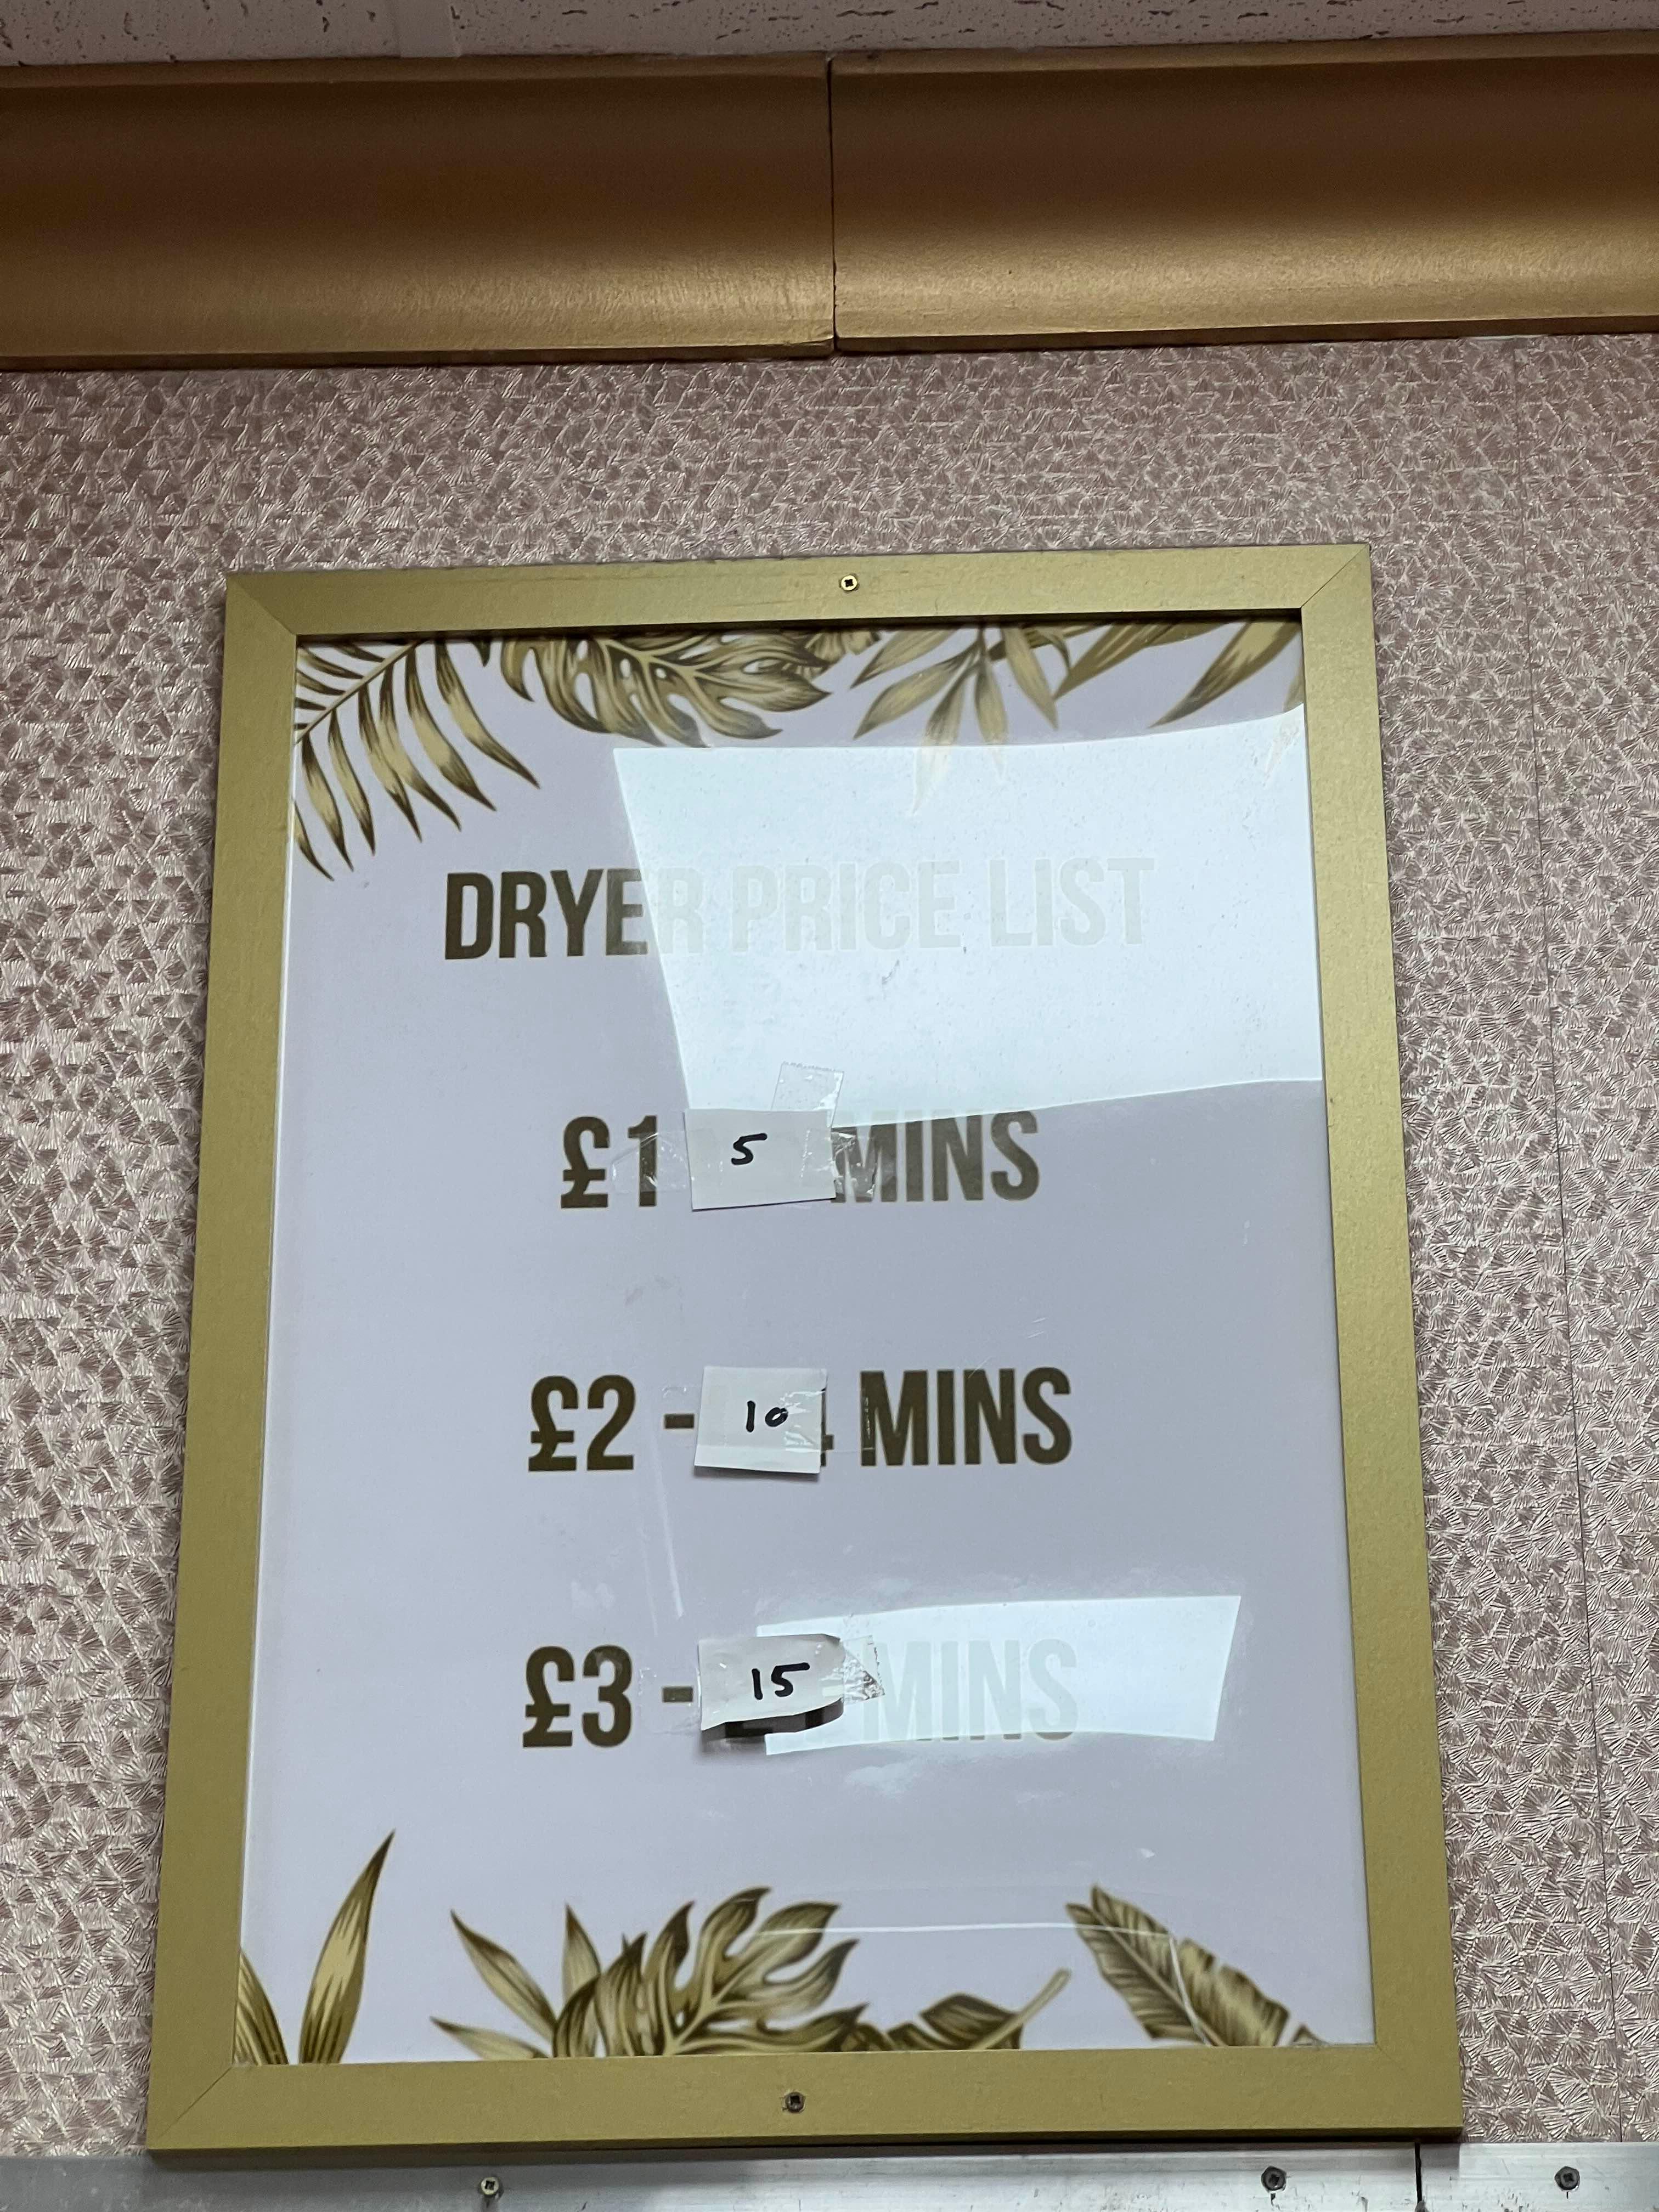 DRYER PRICE LIST
£1 5 MINS
£2 - 10 MINS
£3 - 15 MINS